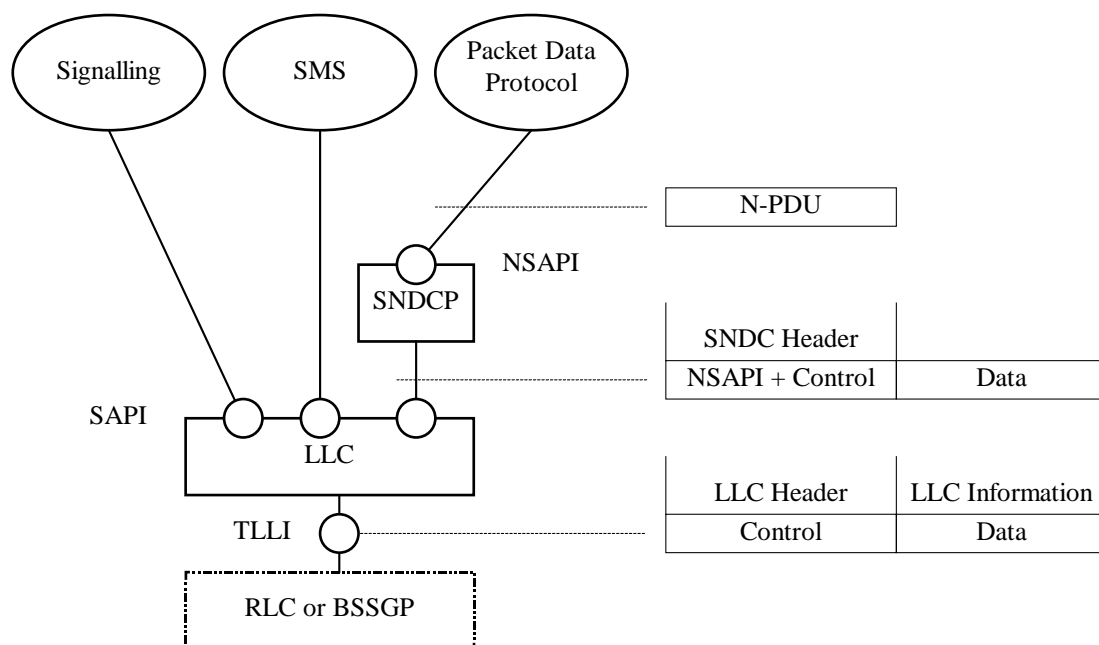 Signalling
SMS
Packet Data
Protocol
N-PDU
NSAPI
SNDCP
SNDC Header
NSAPI + Control
Data
SAPI
LLC
LLC Header
LLC Information
TLLI
Control
Data
RLC or BSSGP